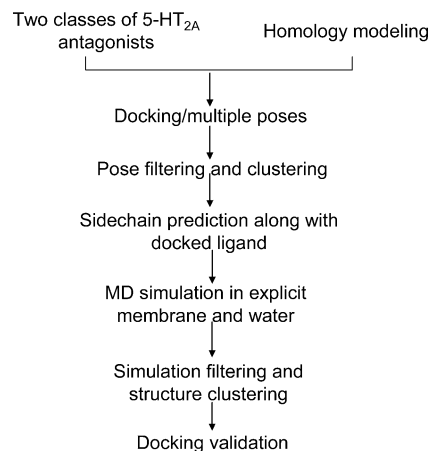 Two classes of 5-HT2A
antagonists
Homology modeling
Docking/multiple poses
Pose filtering and clustering
Sidechain prediction along with
docked ligand
MD simulation in explicit
membrane and water
Simulation filtering and
structure clustering
Docking validation